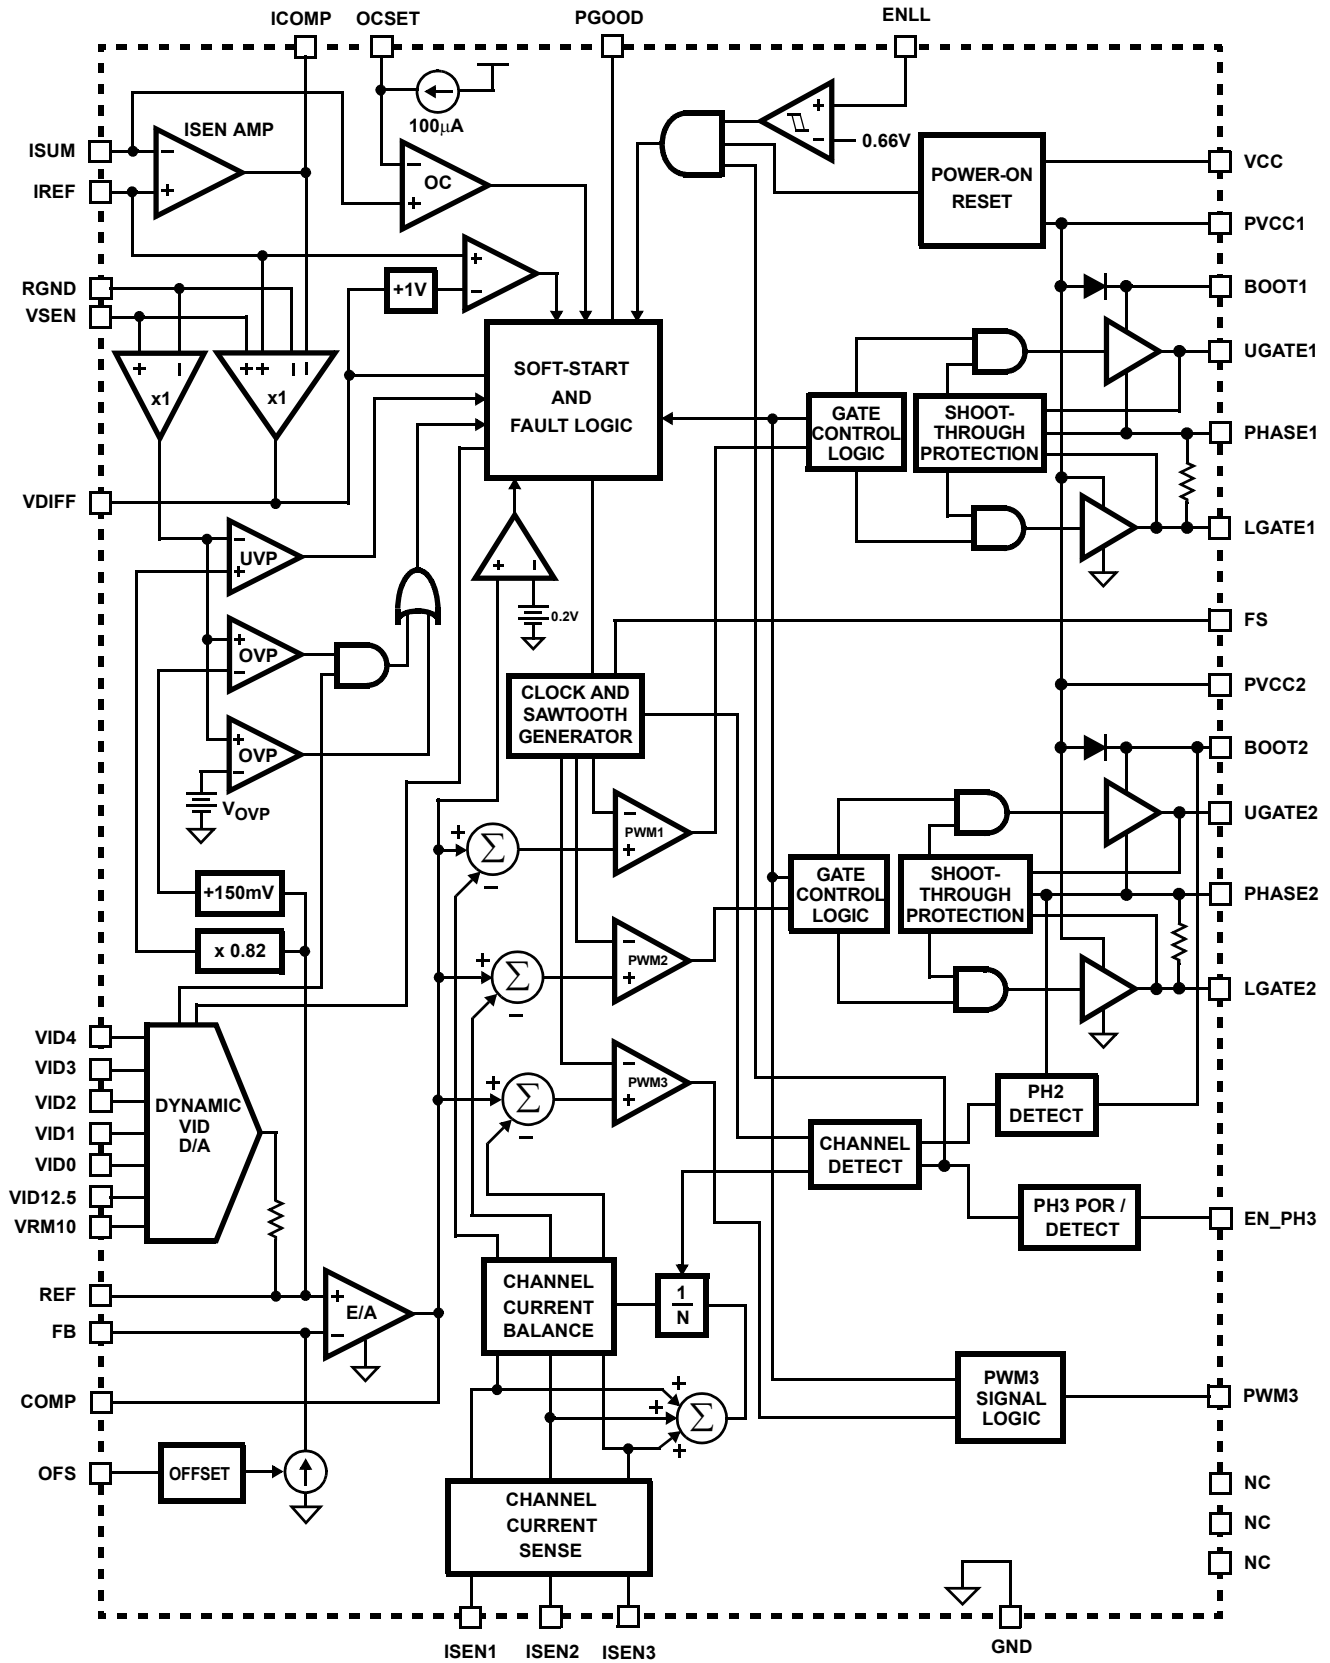 ICOMP OCSET PGOOD ENLL
ISEN AMP
100µA
ISUM
IREF
− + − OC +
+ − 0.66V
POWER-ON
RESET
VCC
PVCC1
RGND
VSEN
+1V
+ −
BOOT1
UGATE1
+ − x1
+ + − − x1
SOFT-START
AND
FAULT LOGIC
GATE
CONTROL
LOGIC
SHOOT-
THROUGH
PROTECTION
PHASE1
LGATE1
VDIFF
− UVP +
+ −
0.2V
+ OVP −
+ OVP −
VOVP
FS
PVCC2
CLOCK AND
SAWTOOTH
GENERATOR
BOOT2
UGATE2
− PWM1 +
+ Σ −
GATE
CONTROL
LOGIC
SHOOT-
THROUGH
PROTECTION
PHASE2
LGATE2
+150mV
x 0.82
− PWM2 +
+ Σ −
− PWM3 +
+ Σ −
VID4
VID3
VID2
VID1
VID0
VID12.5
VRM10
DYNAMIC
VID
D/A
PH2
DETECT
CHANNEL
DETECT
PH3 POR /
DETECT
EN_PH3
REF
FB
+ E/A −
CHANNEL
CURRENT
BALANCE
1
N
COMP
+ + Σ +
PWM3
SIGNAL
LOGIC
PWM3
OFS
OFFSET
CHANNEL
CURRENT
SENSE
NC
NC
NC
ISEN1 ISEN2 ISEN3
GND